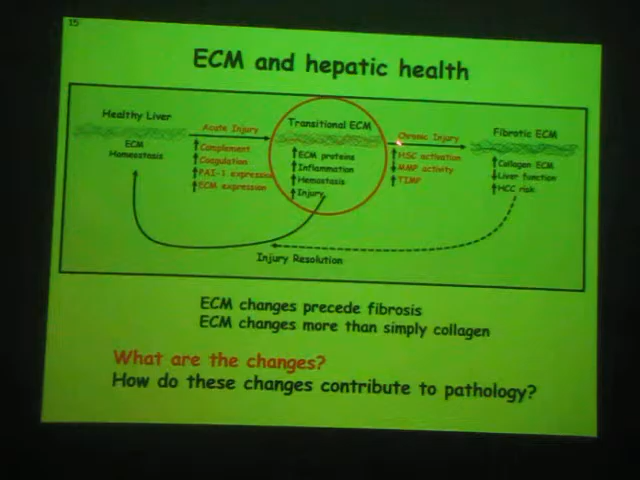 15
ECM and hepatic health
Healthy Liver
ECM
Homeostasis
Acute Injury
Complement
Coagulation
PAI-1 expression
ECM expression
Transitional ECM
ECM proteins
Inflammation
Hemostasis
Injury
Chronic Injury
HSC activation
MMP activity
TIMP
Fibrotic ECM
Collagen ECM
Liver function
HCC risk
Injury Resolution
ECM changes precede fibrosis
ECM changes more than simply collagen
What are the changes?
How do these changes contribute to pathology?